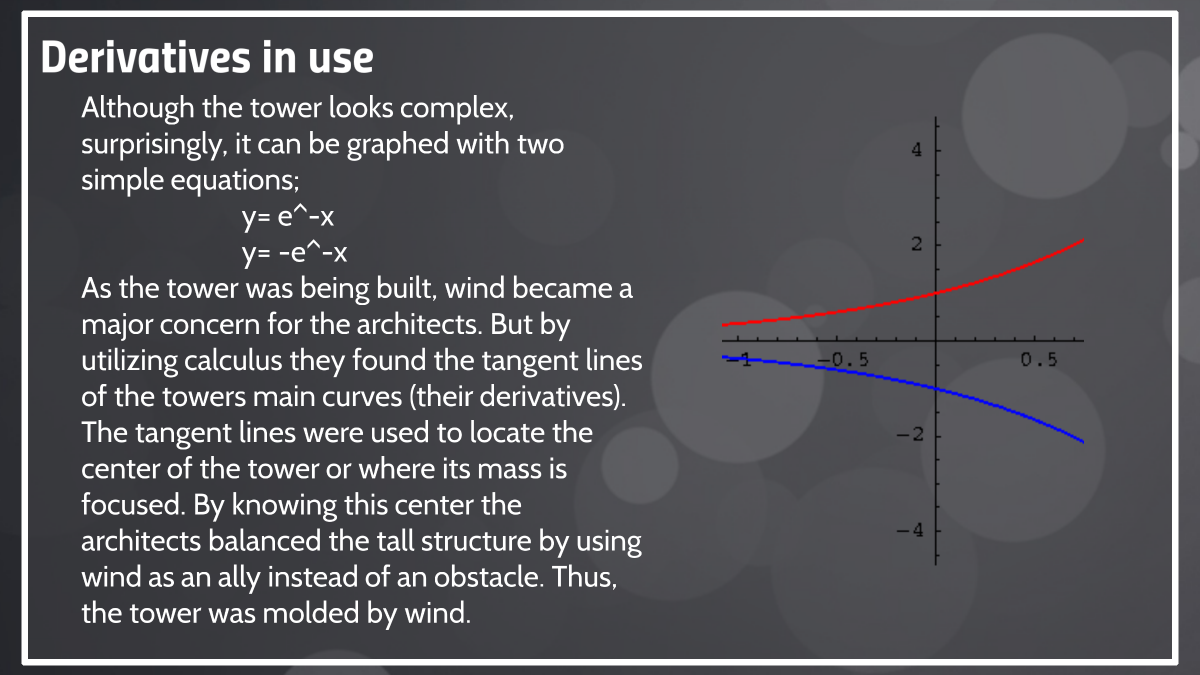 Derivatives in use
Although the tower looks complex,
surprisingly, it can be graphed with two
simple equations;
y= e^-x
y= -e^-x
As the tower was being built, wind became a
major concern for the architects. But by
utilizing calculus they found the tangent lines
of the towers main curves (their derivatives).
The tangent lines were used to locate the
center of the tower or where its mass is
focused. By knowing this center the
architects balanced the tall structure by using
wind as an ally instead of an obstacle. Thus,
the tower was molded by wind.
4
2
-1 -0.5 0.5
-2
-4